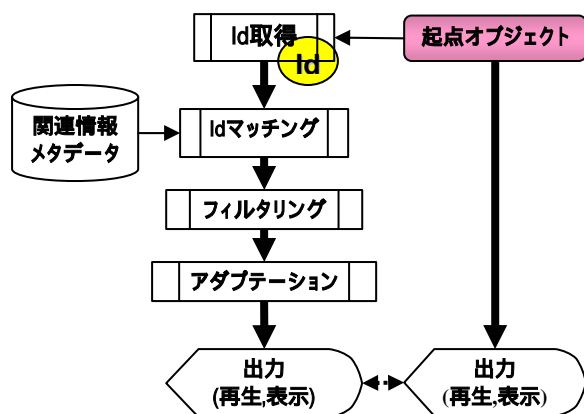 Id取得
Id
起点オブジェクト
関連情報
メタデータ
Idマッチング
フィルタリング
アダプテーション
出力
(再生,表示)
出力
(再生,表示)